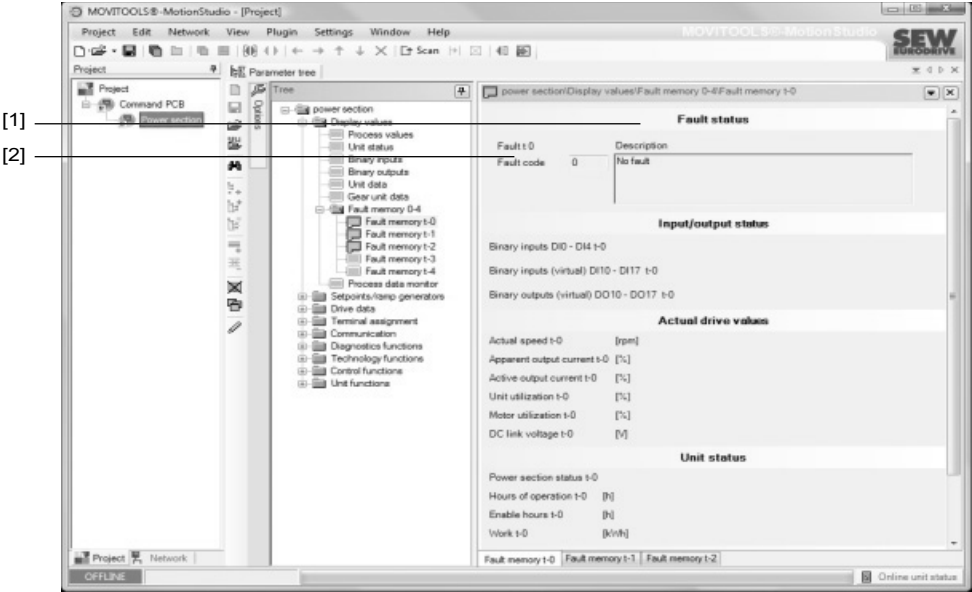 MOVITOOLS®-MotionStudio - [Project]
Project Edit Network View Plugin Settings Window Help
MOVITOOLS®-MotionStudio
SEW
EURODRIVE
Scan
Project
Parameter tree
Project
Command PCB
Power section
Options
Tree
power section
Display values
Process values
Unit status
Binary inputs
Binary outputs
Unit data
Gear unit data
Fault memory 0-4
Fault memory t-0
Fault memory t-1
Fault memory t-2
Fault memory t-3
Fault memory t-4
Process data monitor
Setpoints/ramp generators
Drive data
Terminal assignment
Communication
Diagnostics functions
Technology functions
Control functions
Unit functions
power section\Display values\Fault memory 0-4\Fault memory t-0
[1]
Fault status
Fault t-0 Description
[2]
Fault code 0 No fault
Input/output status
Binary inputs DI0 - DI4 t-0
Binary inputs (virtual) DI10 - DI17 t-0
Binary outputs (virtual) DO10 - DO17 t-0
Actual drive values
Actual speed t-0 [rpm]
Apparent output current t-0 [%]
Active output current t-0 [%]
Unit utilization t-0 [%]
Motor utilization t-0 [%]
DC link voltage t-0 [V]
Unit status
Power section status t-0
Hours of operation t-0 [h]
Enable hours t-0 [h]
Work t-0 [kWh]
Project Network
Fault memory t-0 Fault memory t-1 Fault memory t-2
OFFLINE
Online unit status